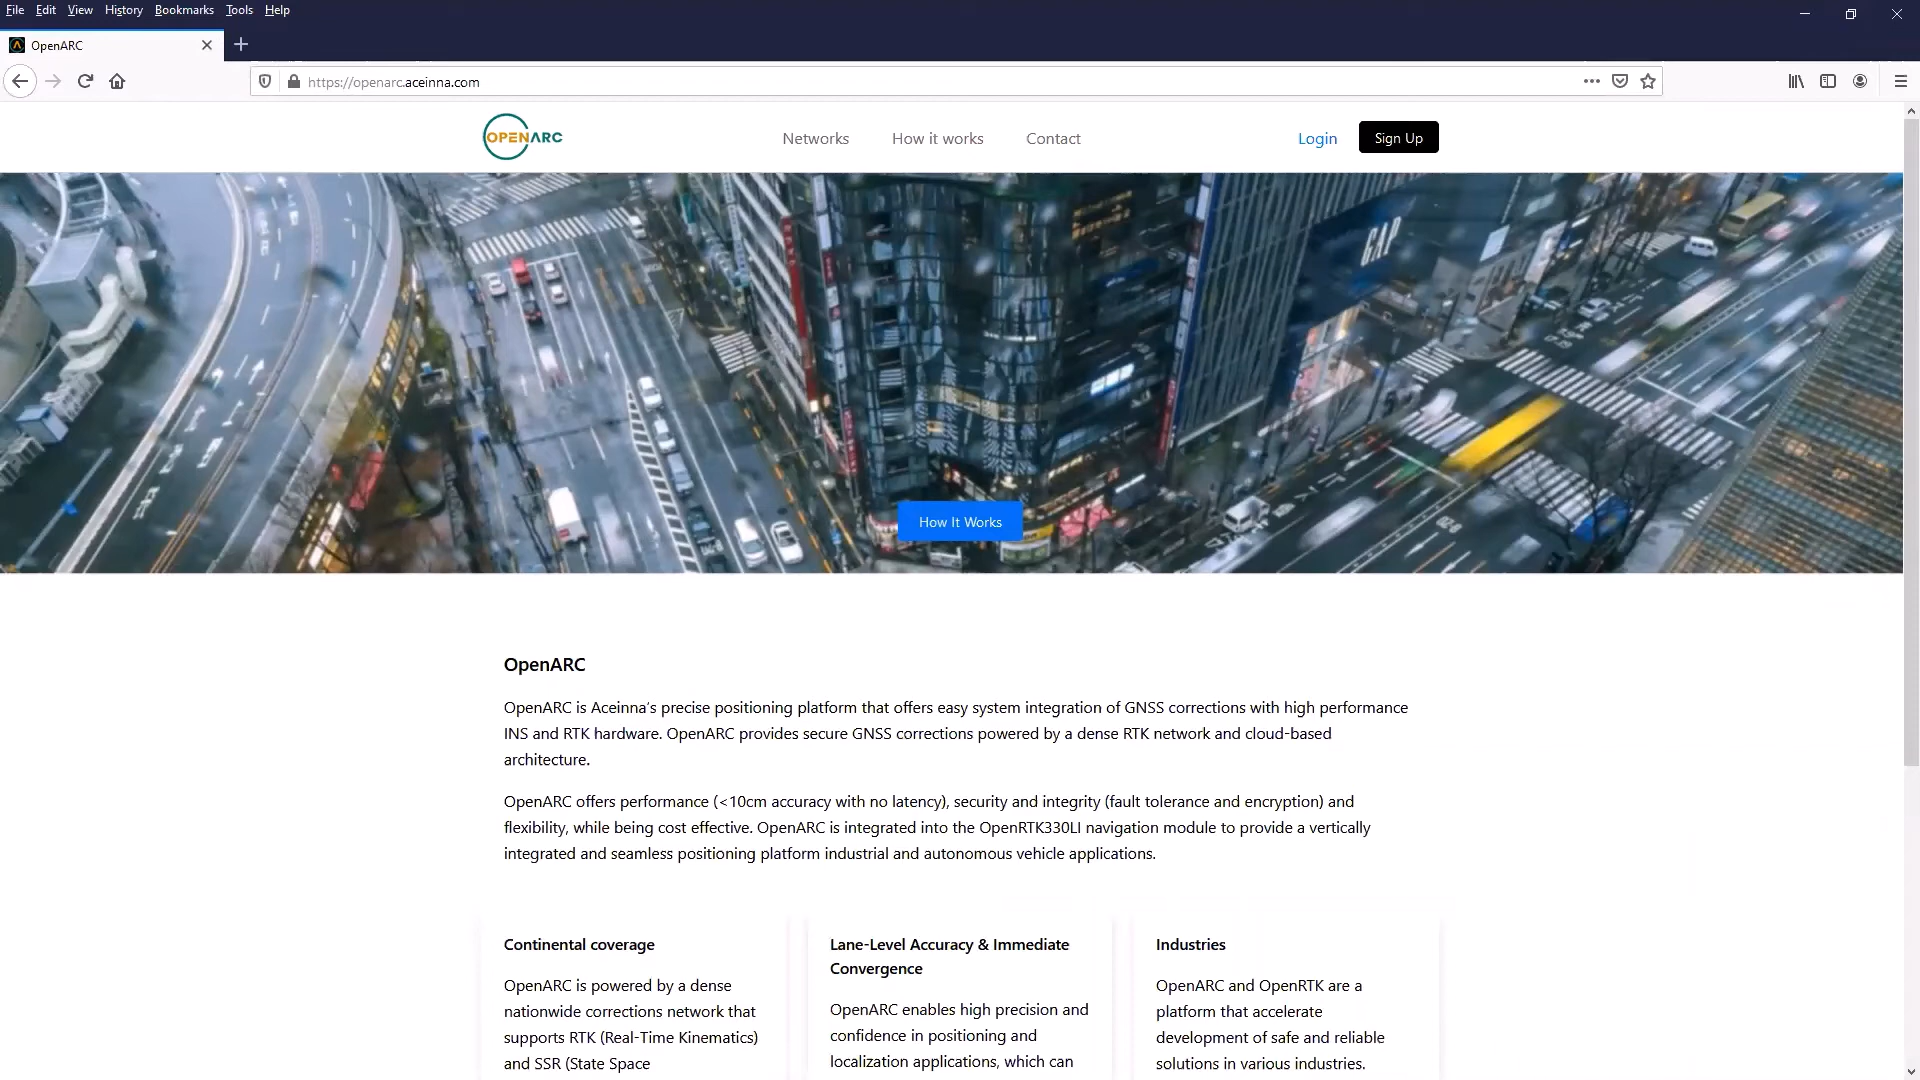 File Edit View History Bookmarks Tools Help
OpenARC
https://openarc.aceinna.com
OPENARC
Networks How it works Contact Login Sign Up
GAP
How It Works
OpenARC
OpenARC is Aceinna's precise positioning platform that offers easy system integration of GNSS corrections with high performance
INS and RTK hardware. OpenARC provides secure GNSS corrections powered by a dense RTK network and cloud-based
architecture.
OpenARC offers performance (<10cm accuracy with no latency), security and integrity (fault tolerance and encryption) and
flexibility, while being cost effective. OpenARC is integrated into the OpenRTK330LI navigation module to provide a vertically
integrated and seamless positioning platform industrial and autonomous vehicle applications.
Continental coverage
OpenARC is powered by a dense
nationwide corrections network that
supports RTK (Real-Time Kinematics)
and SSR (State Space
Lane-Level Accuracy & Immediate
Convergence
OpenARC enables high precision and
confidence in positioning and
localization applications, which can
Industries
OpenARC and OpenRTK are a
platform that accelerate
development of safe and reliable
solutions in various industries.